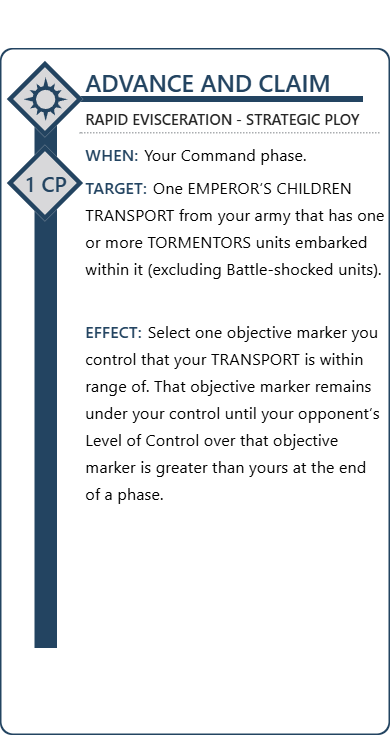 ADVANCE AND CLAIM
RAPID EVISCERATION - STRATEGIC PLOY
1 CP
WHEN: Your Command phase.
TARGET: One EMPEROR’S CHILDREN
TRANSPORT from your army that has one
or more TORMENTORS units embarked
within it (excluding Battle-shocked units).
EFFECT: Select one objective marker you
control that your TRANSPORT is within
range of. That objective marker remains
under your control until your opponent’s
Level of Control over that objective
marker is greater than yours at the end
of a phase.